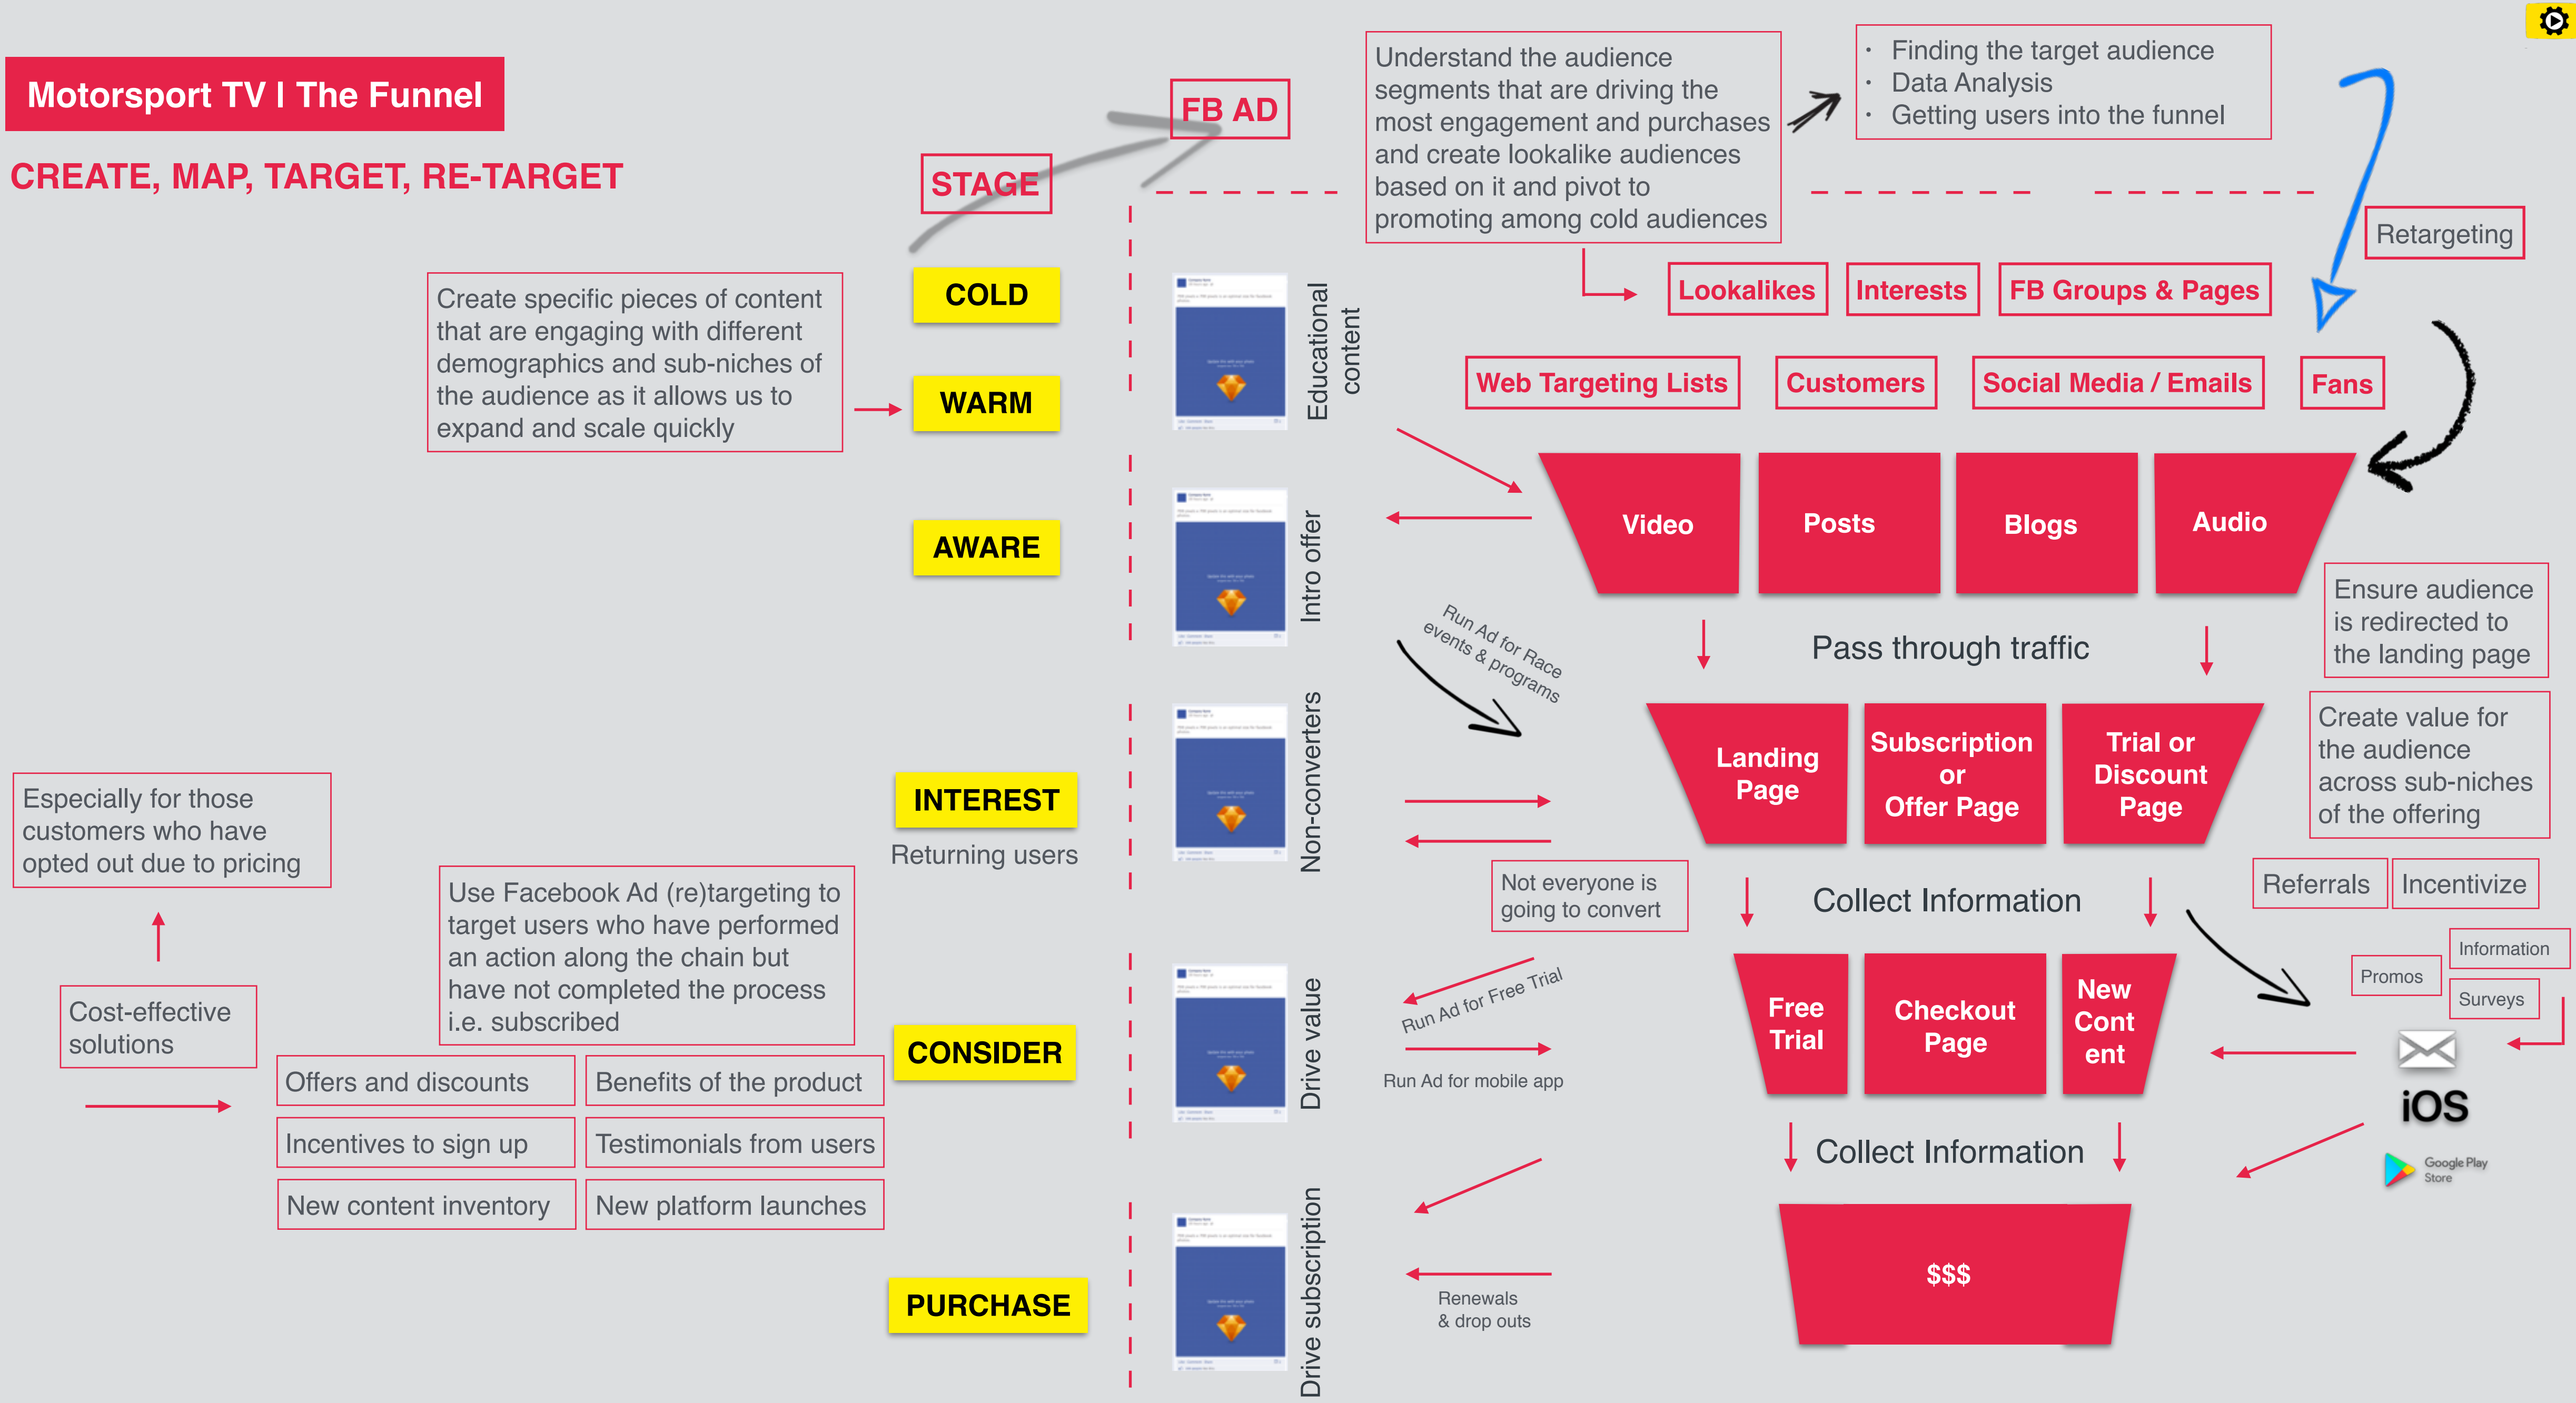 Motorsport TV | The Funnel
CREATE, MAP, TARGET, RE-TARGET
STAGE
FB AD
Understand the audience
segments that are driving the
most engagement and purchases
and create lookalike audiences
based on it and pivot to
promoting among cold audiences
• Finding the target audience
• Data Analysis
• Getting users into the funnel
Retargeting
Create specific pieces of content
that are engaging with different
demographics and sub-niches of
the audience as it allows us to
expand and scale quickly
COLD
WARM
AWARE
INTEREST
Returning users
CONSIDER
PURCHASE
Educational
content
Intro offer
Non-converters
Drive value
Drive subscription
Lookalikes
Interests
FB Groups & Pages
Web Targeting Lists
Customers
Social Media / Emails
Fans
Video
Posts
Blogs
Audio
Run Ad for Race
events & programs
Pass through traffic
Ensure audience
is redirected to
the landing page
Landing
Page
Subscription
or
Offer Page
Trial or
Discount
Page
Create value for
the audience
across sub-niches
of the offering
Not everyone is
going to convert
Collect Information
Referrals
Incentivize
Information
Promos
Surveys
Run Ad for Free Trial
Run Ad for mobile app
Free
Trial
Checkout
Page
New
Cont
ent
iOS
Google Play
Store
Collect Information
$$$
Renewals
& drop outs
Especially for those
customers who have
opted out due to pricing
Cost-effective
solutions
Use Facebook Ad (re)targeting to
target users who have performed
an action along the chain but
have not completed the process
i.e. subscribed
Offers and discounts
Benefits of the product
Incentives to sign up
Testimonials from users
New content inventory
New platform launches